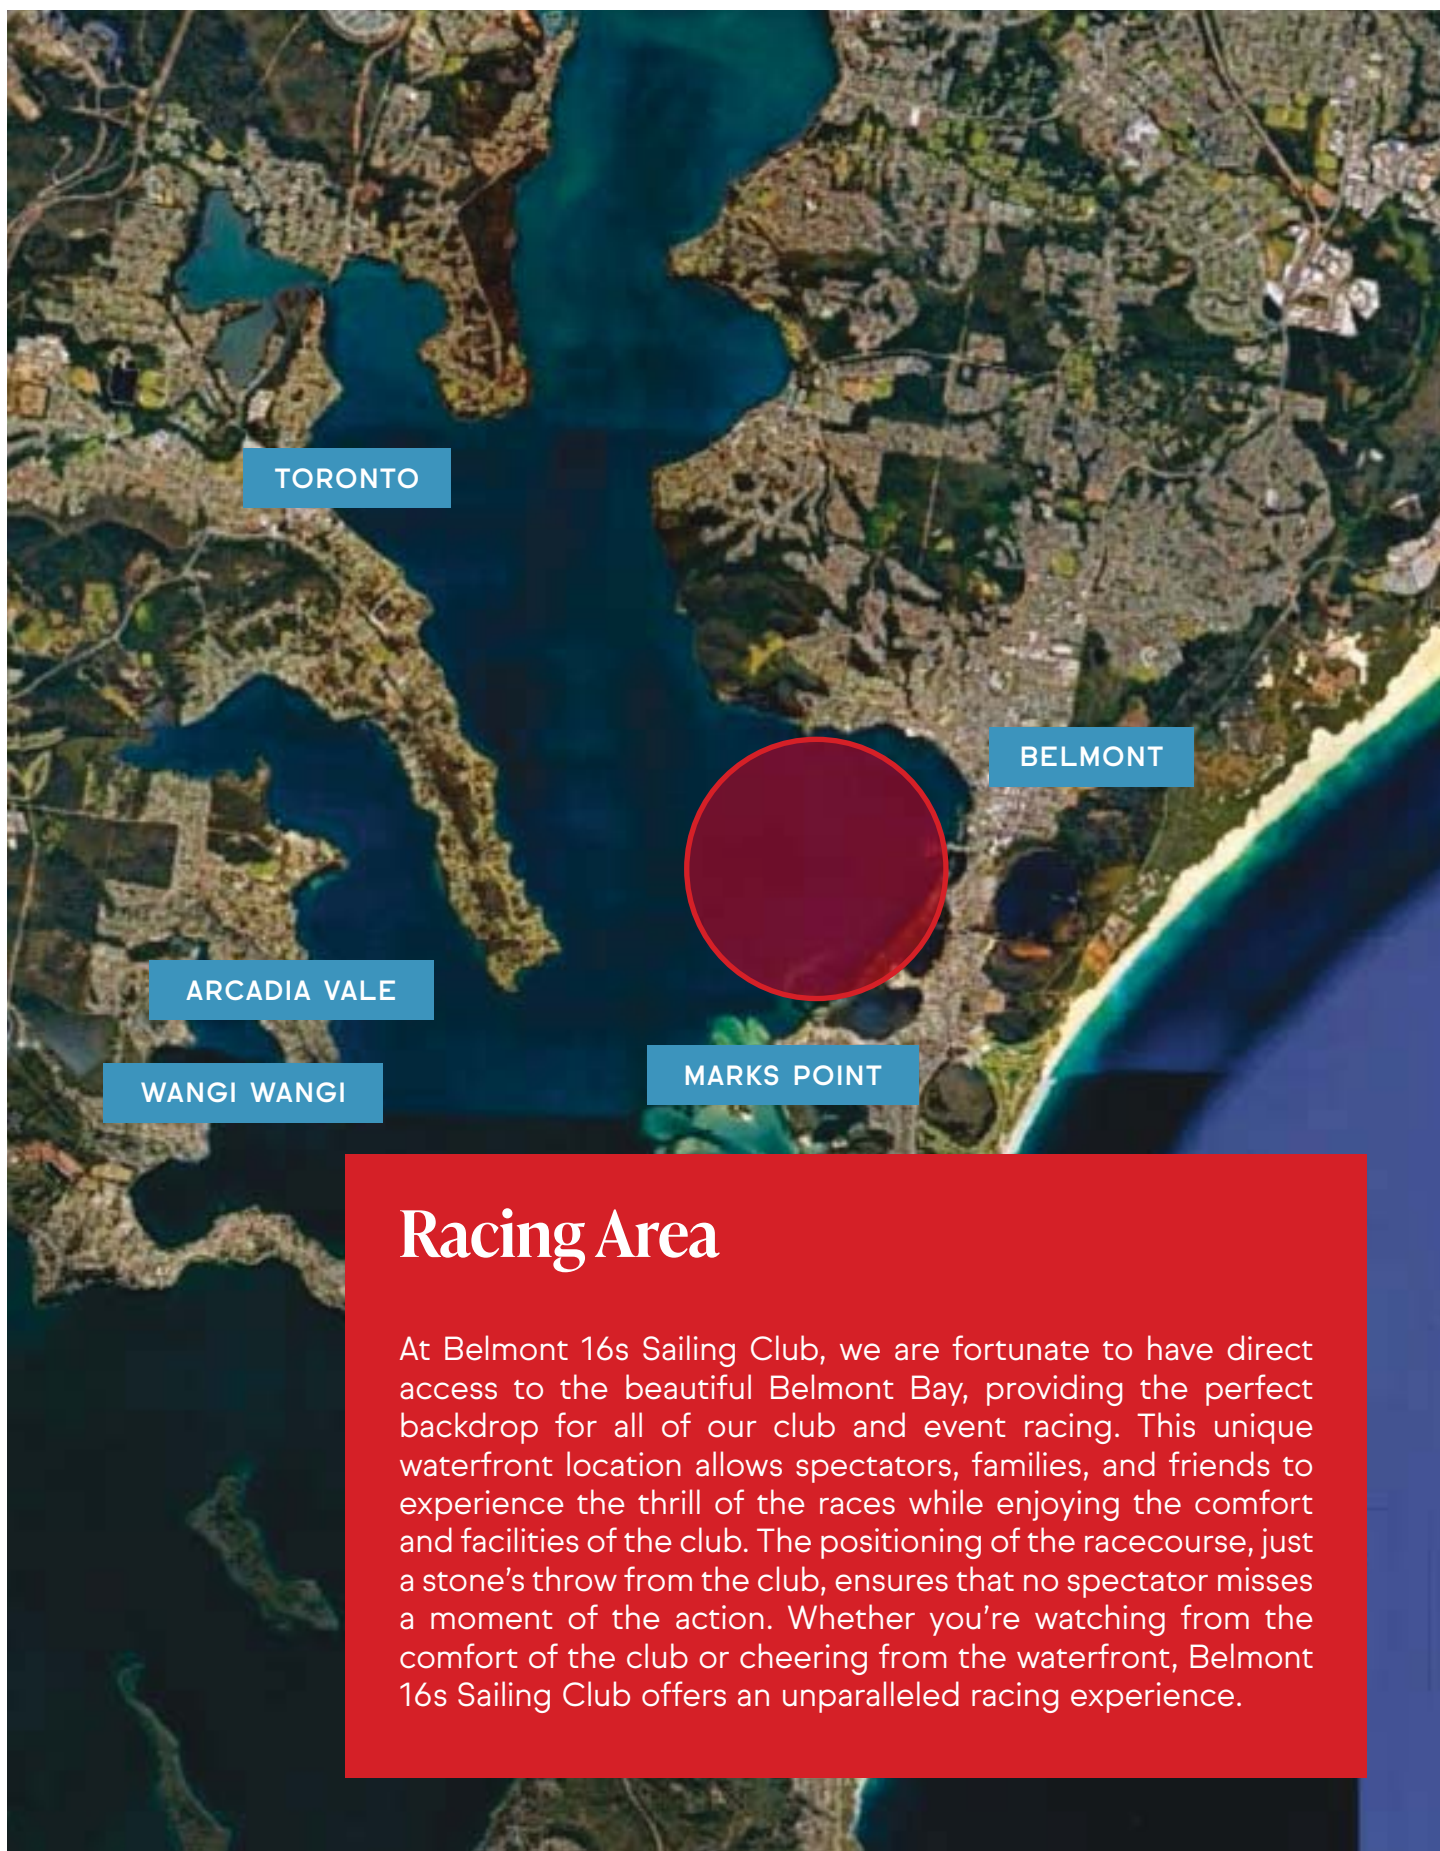 TORONTO
BELMONT
ARCADIA VALE
MARKS POINT
WANGI WANGI
Racing Area
At Belmont 16s Sailing Club, we are fortunate to have direct
access to the beautiful Belmont Bay, providing the perfect
backdrop for all of our club and event racing. This unique
waterfront location allows spectators, families, and friends to
experience the thrill of the races while enjoying the comfort
and facilities of the club. The positioning of the racecourse, just
a stone’s throw from the club, ensures that no spectator misses
a moment of the action. Whether you’re watching from the
comfort of the club or cheering from the waterfront, Belmont
16s Sailing Club offers an unparalleled racing experience.